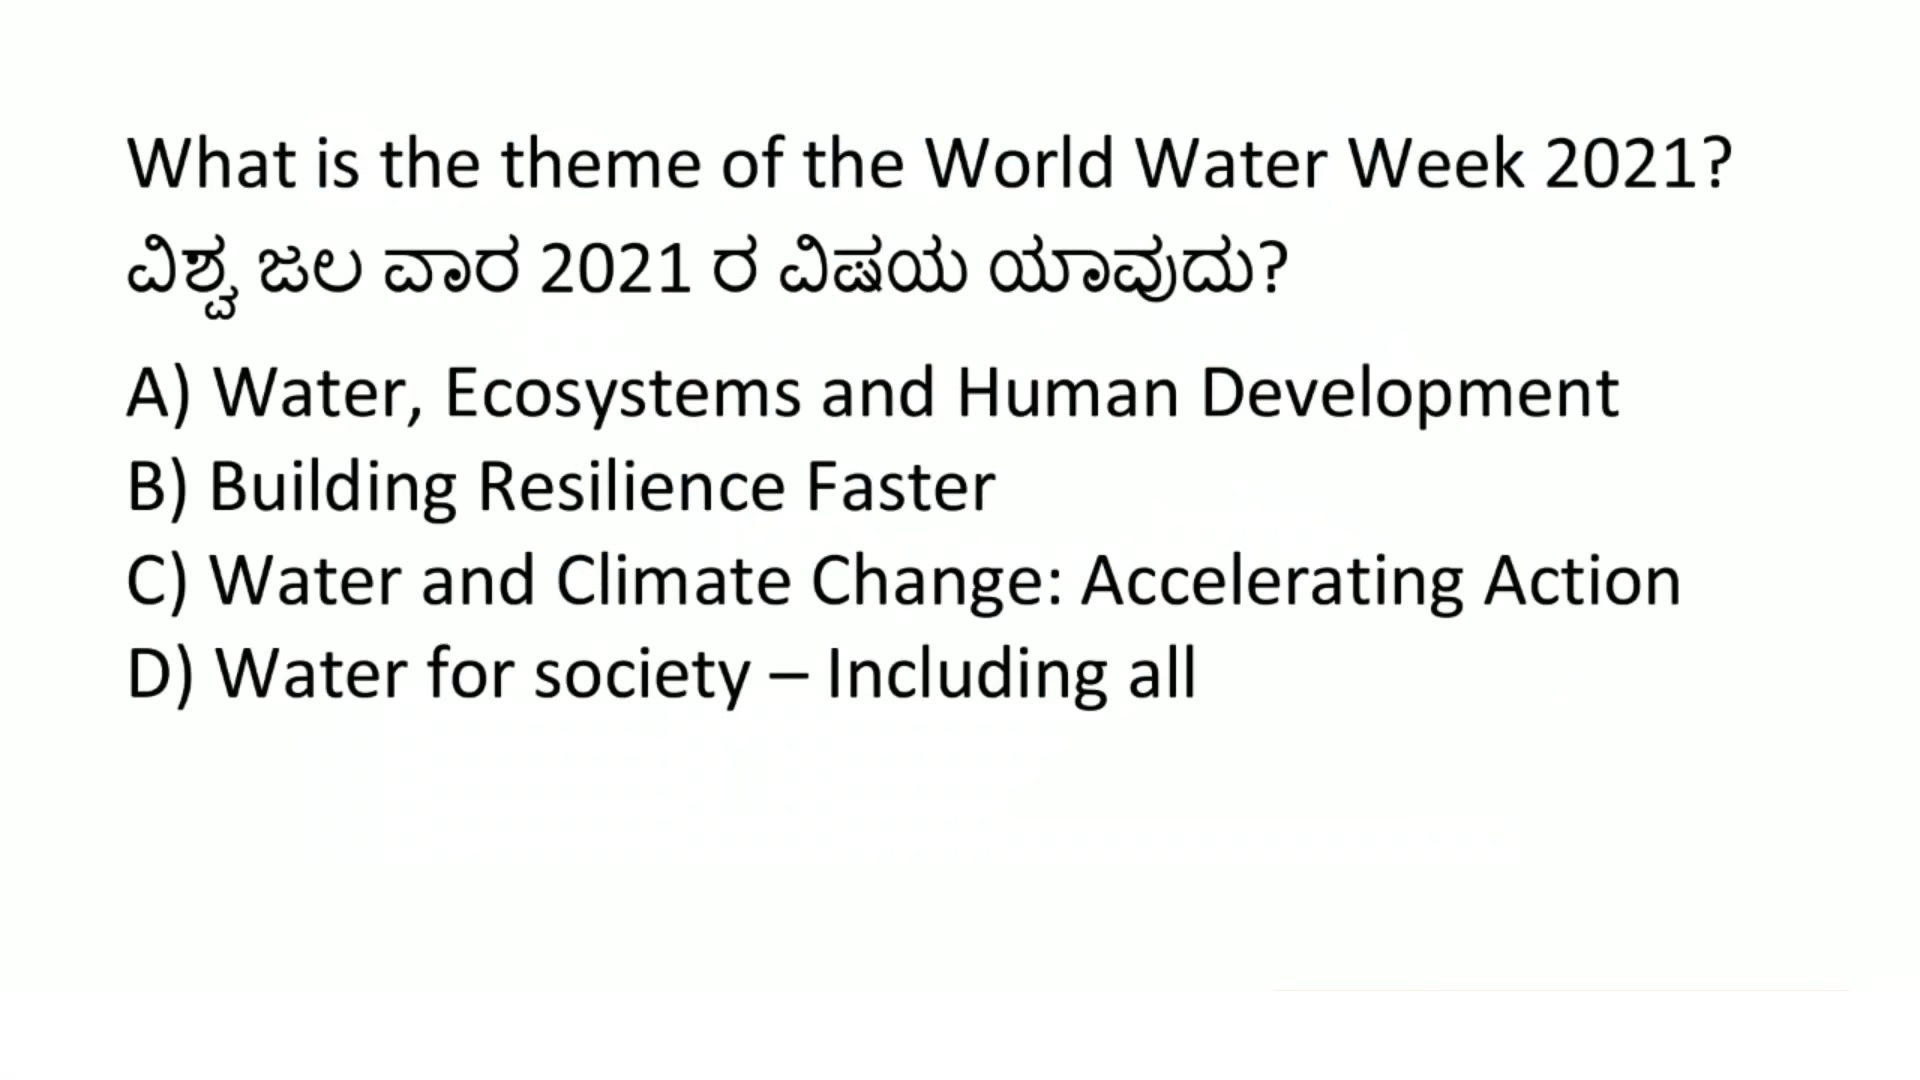 What is the theme of the World Water Week 2021?
ವಿಶ್ವ ಜಲ ವಾರ 2021 ರ ವಿಷಯ ಯಾವುದು?
A) Water, Ecosystems and Human Development
B) Building Resilience Faster
C) Water and Climate Change: Accelerating Action
D) Water for society – Including all